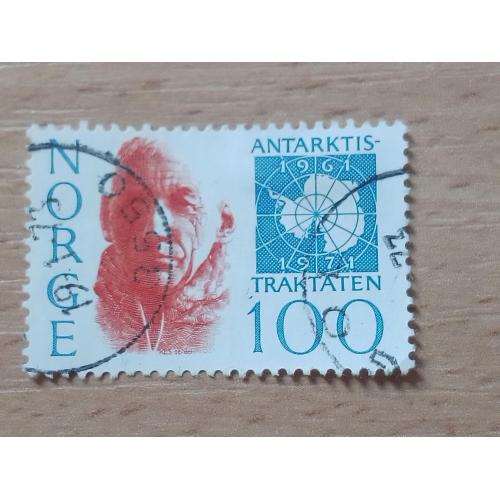 NORGE
ANTARKTIS-
1961
1971
TRAKTATEN
100